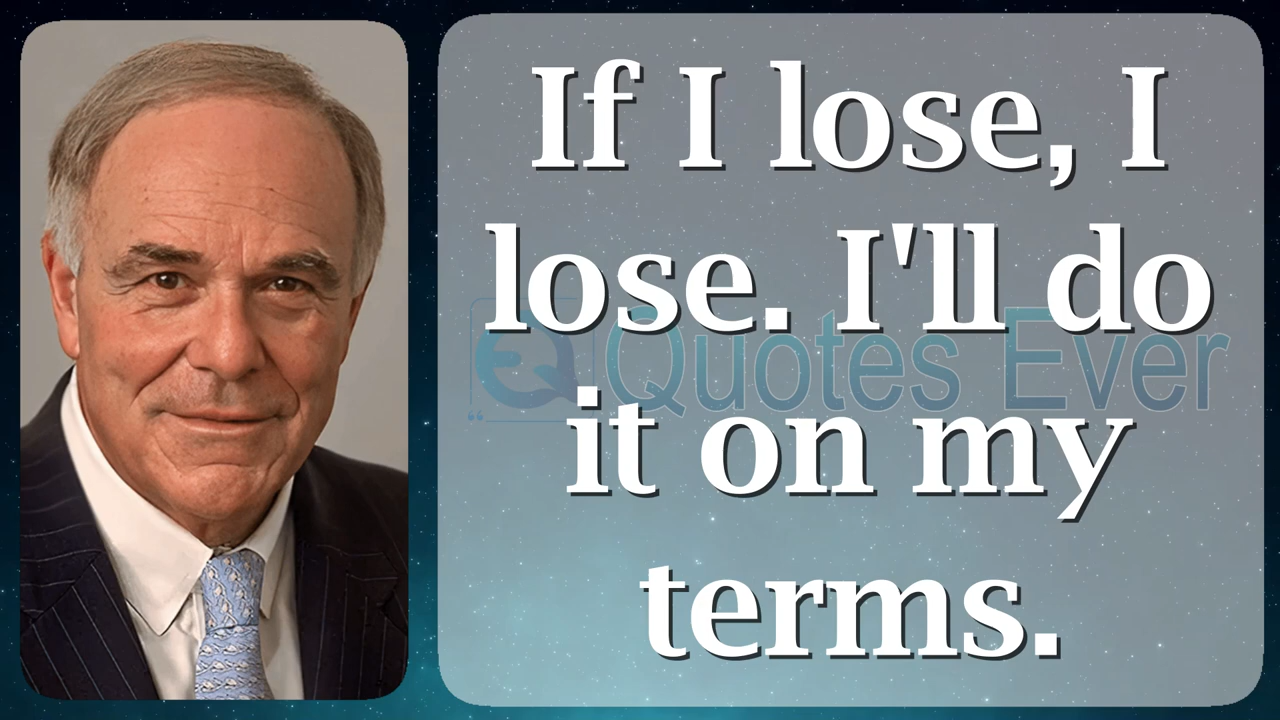 If I lose, I
lose. I'll do
Quotes Ever
it on my
terms.